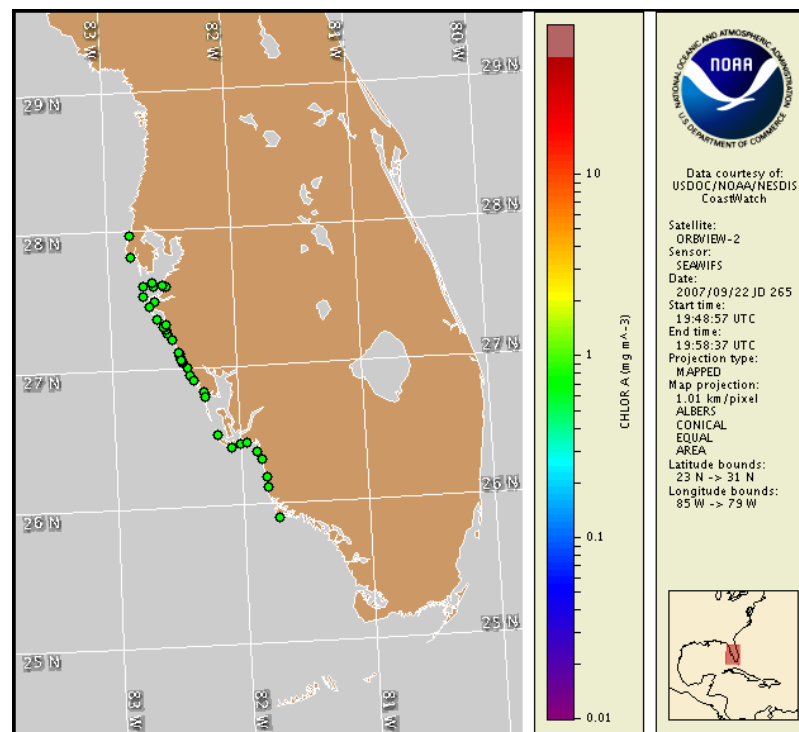 83 W
82 W
81 W
80 W
29 N
29 N
28 N
28 N
27 N
27 N
26 N
26 N
25 N
25 N
83 W
82 W
81 W
10
1
0.1
0.01
CHLOR A (mg m^-3)
NATIONAL OCEANIC AND ATMOSPHERIC ADMINISTRATION
NOAA
U.S. DEPARTMENT OF COMMERCE
Data courtesy of:
USDOC/NOAA/NESDIS
CoastWatch
Satellite:
ORBVIEW-2
Sensor:
SEAWIFS
Date:
2007/09/22 JD 265
Start time:
19:48:57 UTC
End time:
19:58:37 UTC
Projection type:
MAPPED
Map projection:
1.01 km/pixel
ALBERS
CONICAL
EQUAL
AREA
Latitude bounds:
23 N -> 31 N
Longitude bounds:
85 W -> 79 W